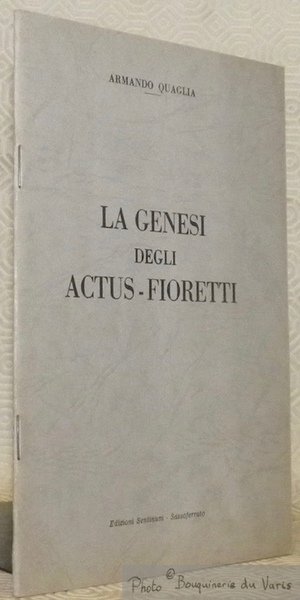 ARMANDO QUAGLIA
LA GENESI
DEGLI
ACTUS-FIORETTI
Edizioni Sentinum - Sassoferrato
Photo © Bouquinerie du Varis